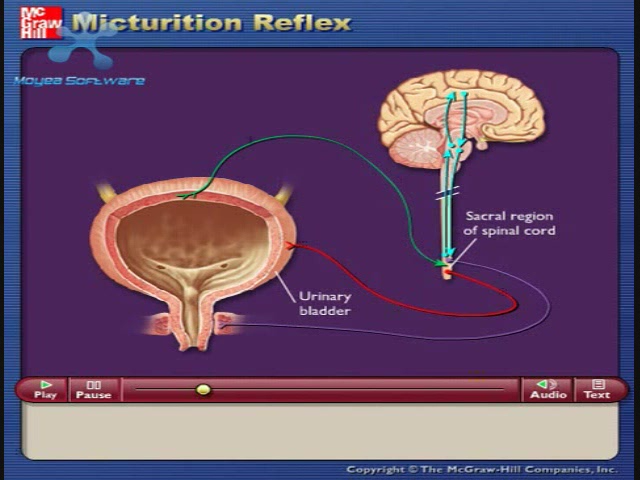 Mc
Graw
Hill
Micturition Reflex
Moyea Software
Sacral region
of spinal cord
Urinary
bladder
Play
Pause
Audio
Text
Copyright © The McGraw-Hill Companies, Inc.